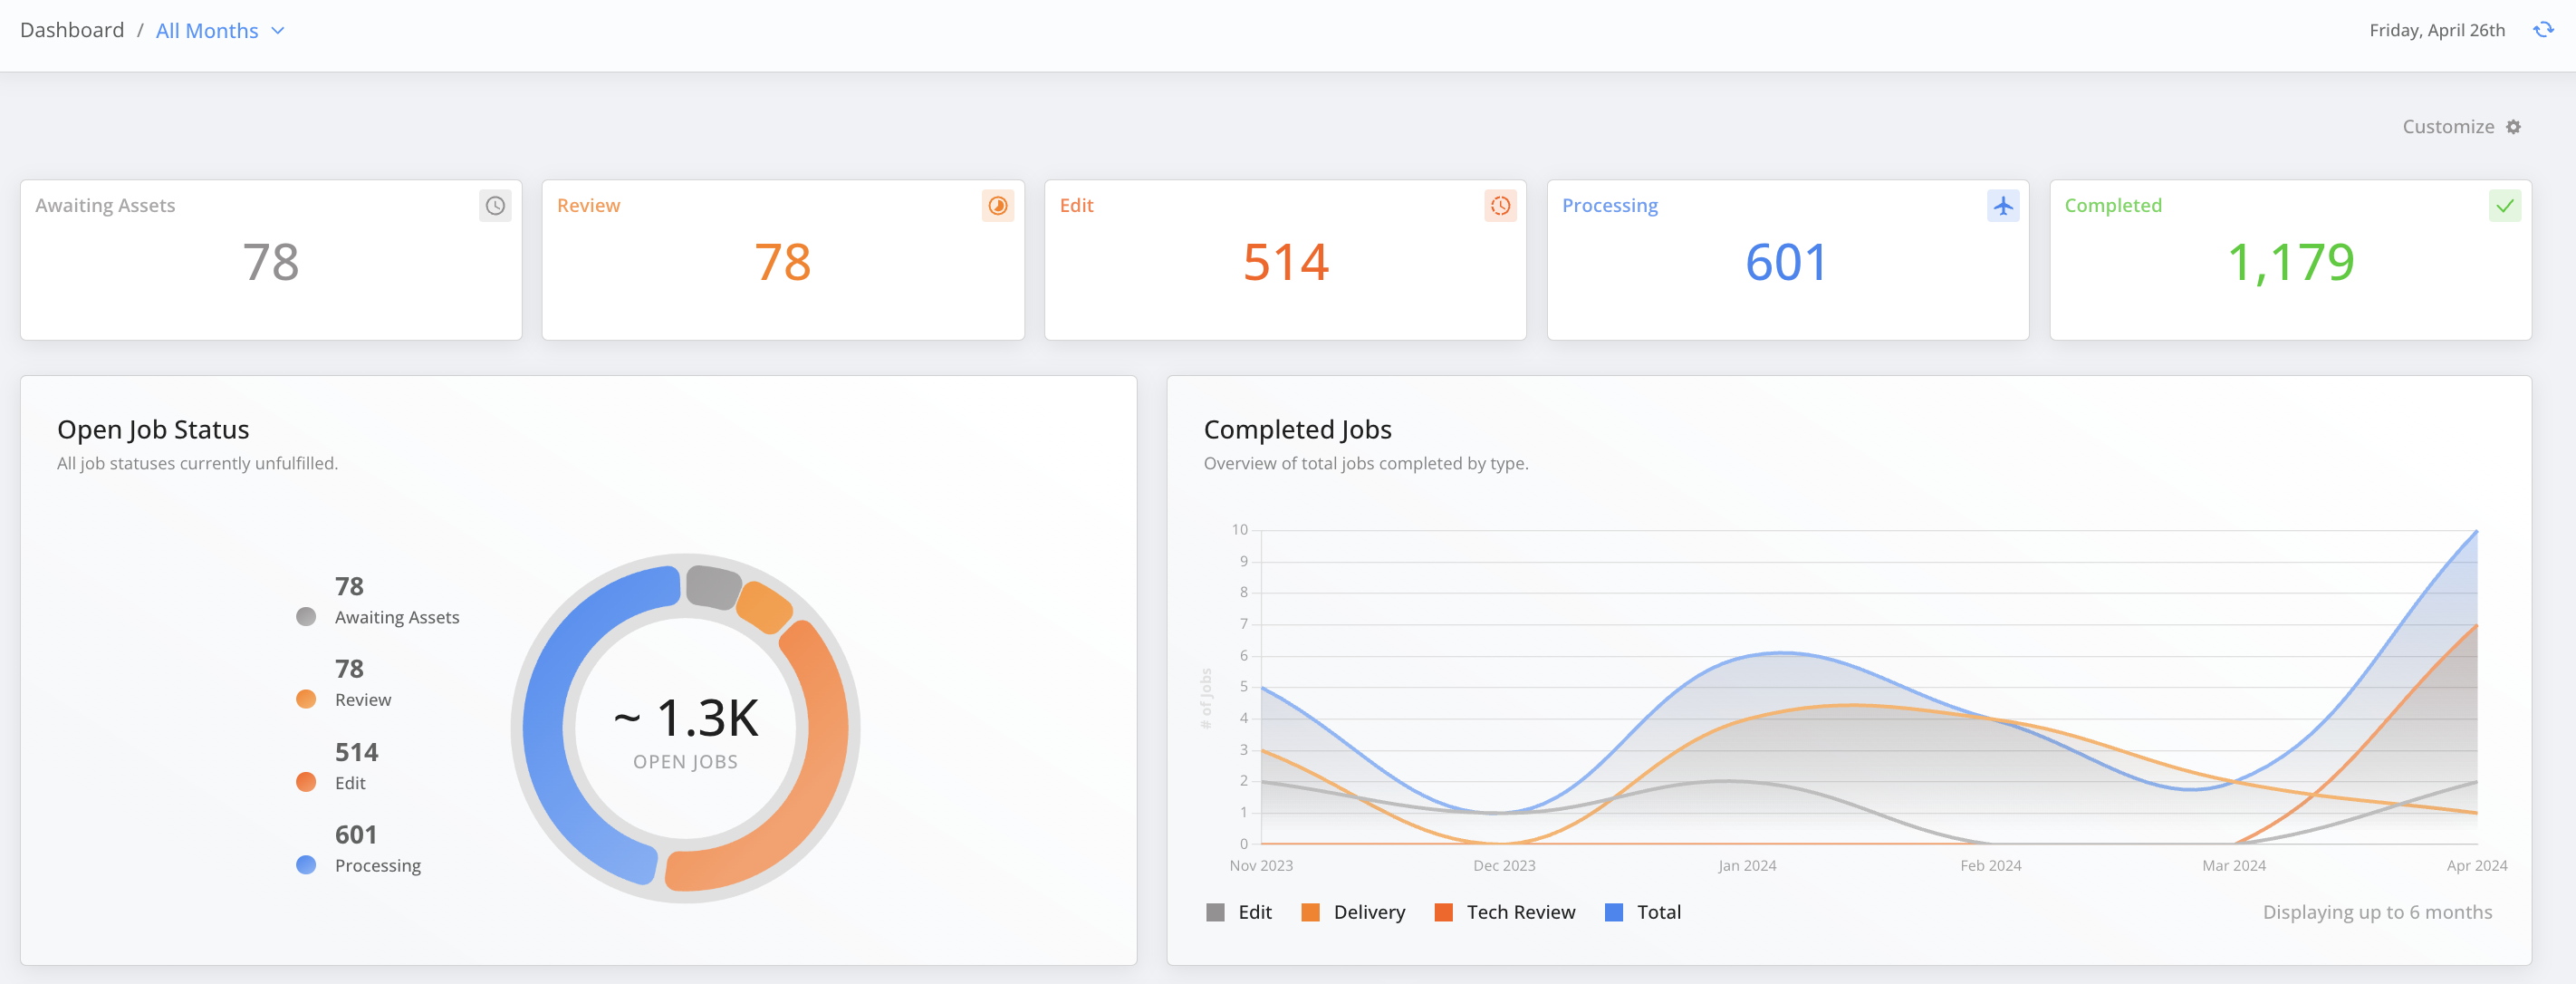 Dashboard / All Months
Friday, April 26th
Customize
Awaiting Assets
78
Review
78
Edit
514
Processing
601
Completed
1,179
Open Job Status
All job statuses currently unfulfilled.
78
Awaiting Assets
78
Review
514
Edit
601
Processing
~ 1.3K
OPEN JOBS
Completed Jobs
Overview of total jobs completed by type.
# of Jobs
10
9
8
7
6
5
4
3
2
1
0
Nov 2023 Dec 2023 Jan 2024 Feb 2024 Mar 2024 Apr 2024
Edit Delivery Tech Review Total
Displaying up to 6 months